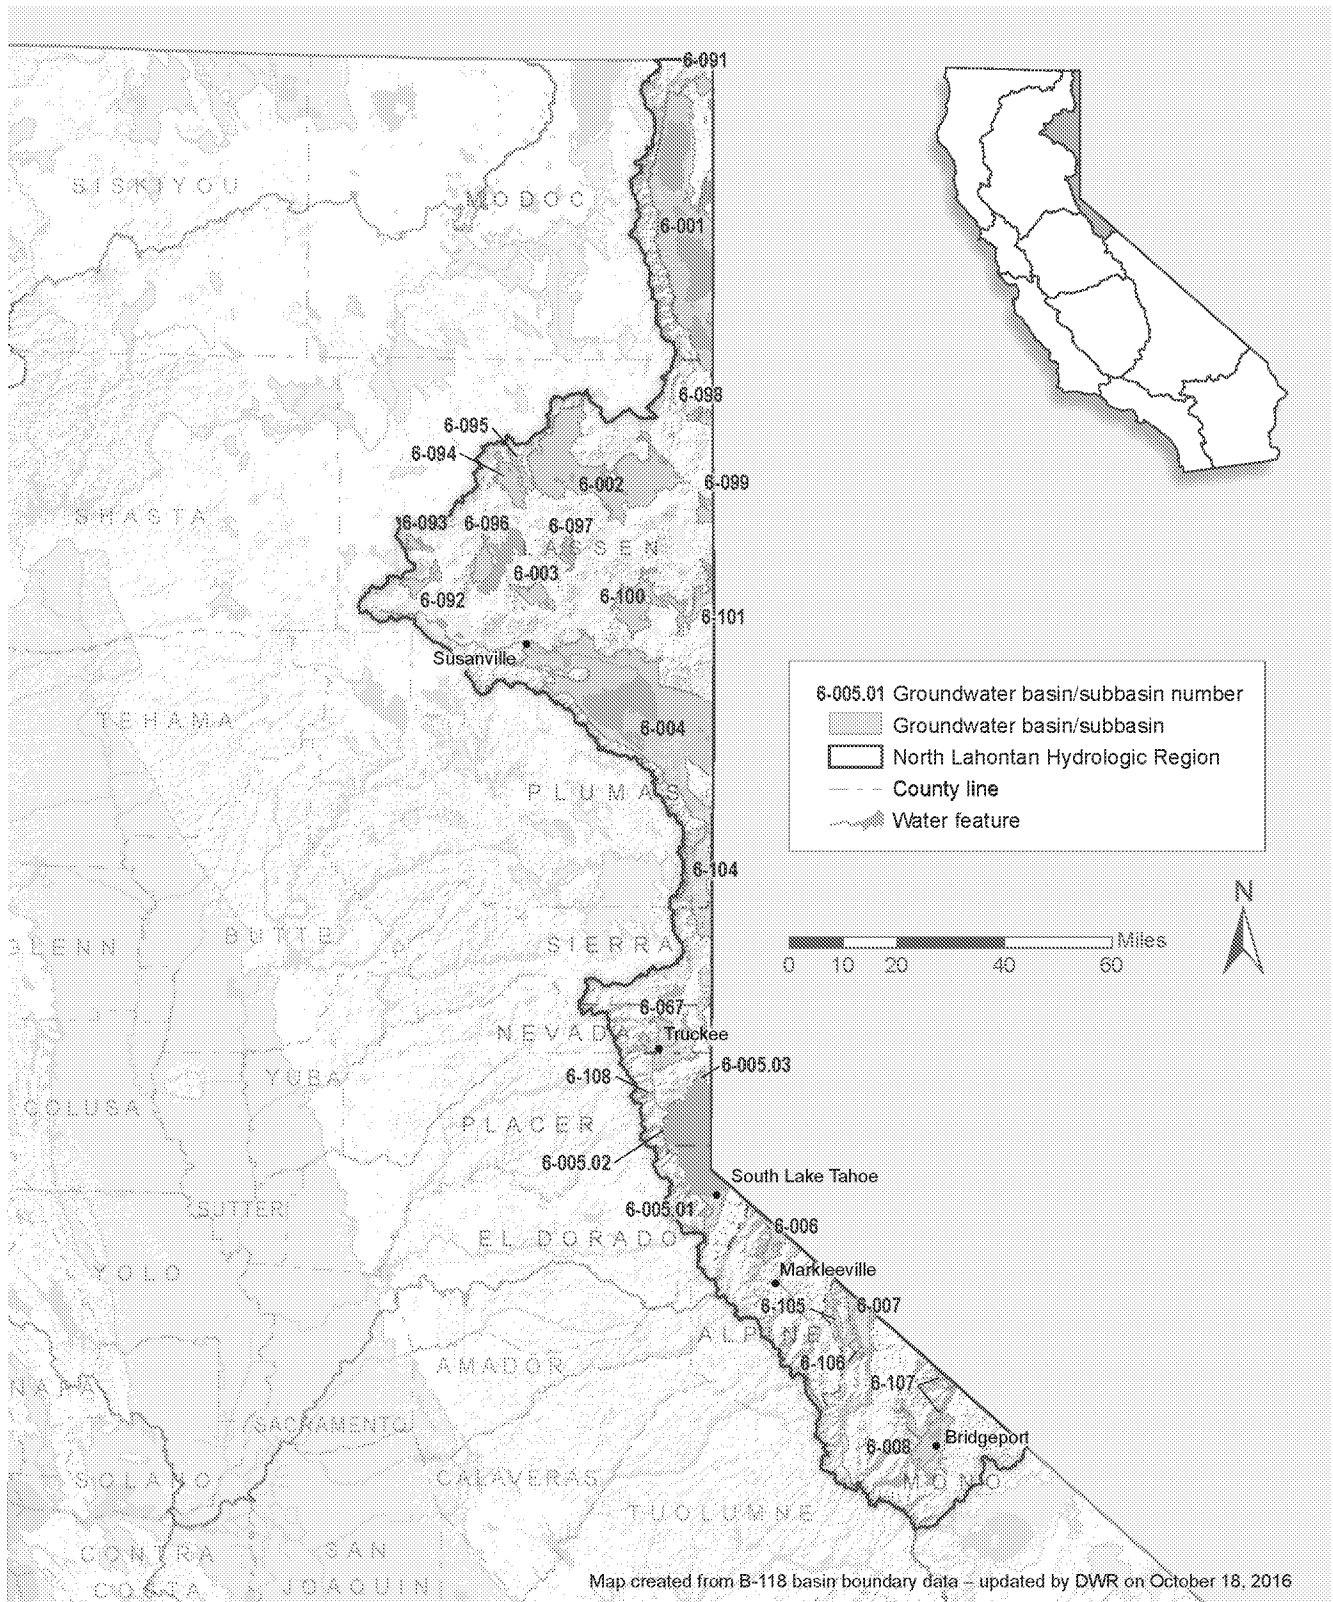 6-091
SISKIYOU
MODOC
6-001
6-098
6-095
6-094
6-002
6-099
SHASTA
6-093
6-096
6-097
LASSEN
6-003
6-092
6-100
6-101
Susanville
6-005.01 Groundwater basin/subbasin number
Groundwater basin/subbasin
North Lahontan Hydrologic Region
County line
Water feature
TEHAMA
6-004
PLUMAS
6-104
N
GLENN
BUTTE
SIERRA
Miles
0 10 20 40 60
6-067
NEVADA
Truckee
6-005.03
6-108
YUBA
COLUSA
PLACER
6-005.02
South Lake Tahoe
6-005.01
SUTTER
6-006
EL DORADO
YOLO
Markleeville
6-105
6-007
ALPINE
6-106
AMADOR
6-107
NAPA
SACRAMENTO
6-008
Bridgeport
SOLANO
CALAVERAS
MONO
TUOLUMNE
CONTRA
COSTA
SAN
JOAQUIN
Map created from B-118 basin boundary data – updated by DWR on October 18, 2016